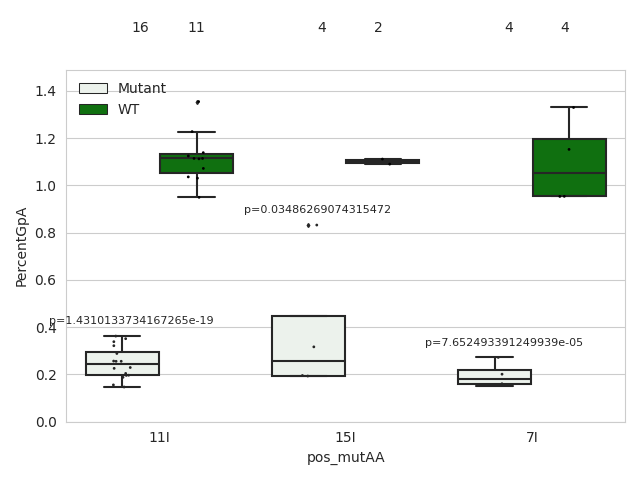 16 11 4 2 4 4
Mutant
WT
1.4
1.2
1.0
0.8
0.6
0.4
0.2
0.0
PercentGpA
p=0.03486269074315472
p=1.4310133734167265e-19
p=7.652493391249939e-05
11I 15I 7I
pos_mutAA